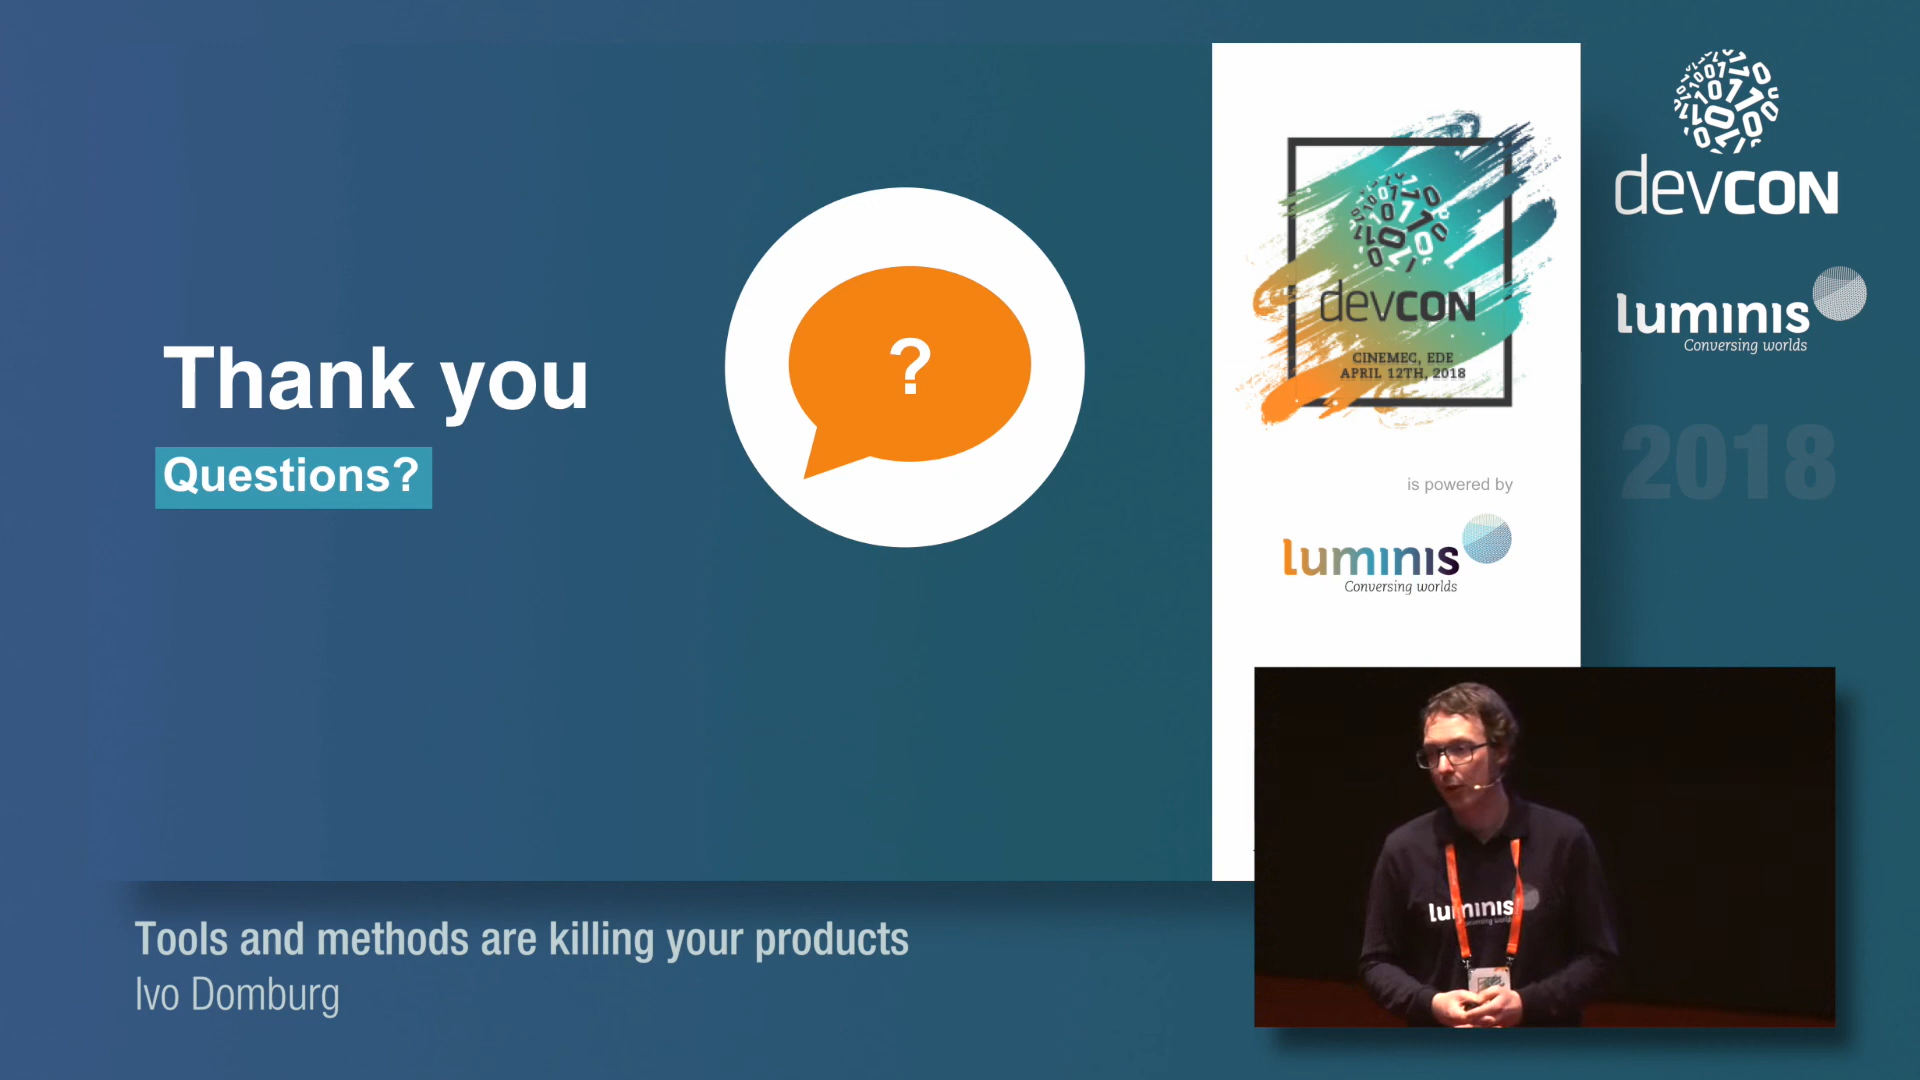 Thank you
Questions?
?
devcon
CINEMEC, EDE
APRIL 12TH, 2018
is powered by
luminis
Conversing worlds
devcon
luminis
Conversing worlds
2018
luminis
Tools and methods are killing your products
Ivo Domburg